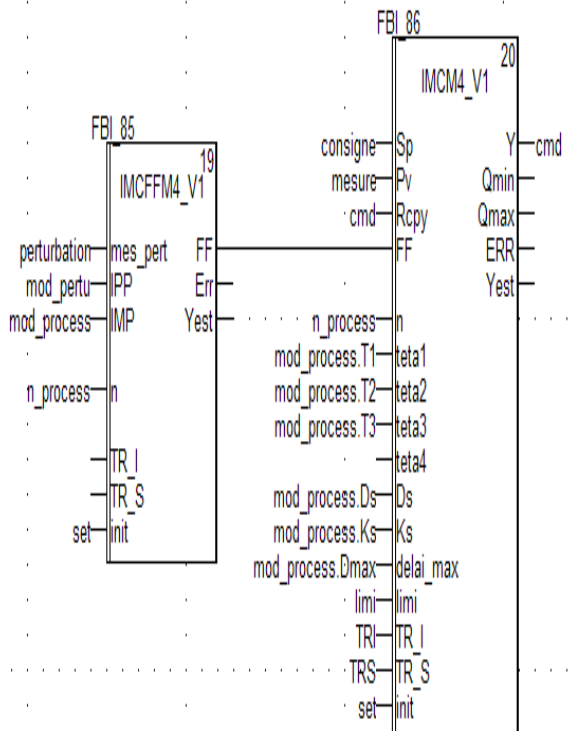 FBI_86
20
IMCM4_V1
consigne Sp Y cmd
mesure Pv Qmin
cmd Rcpy Qmax
FF ERR
Yest
n_process n
mod_process.T1 teta1
mod_process.T2 teta2
mod_process.T3 teta3
teta4
mod_process.Ds Ds
mod_process.Ks Ks
mod_process.Dmax delai_max
limi limi
TRI TR_I
TRS TR_S
set init
FBI_85
19
IMCFFM4_V1
perturbation mes_pert FF
mod_pertu IPP Err
mod_process IMP Yest
n_process n
TR_I
TR_S
set init